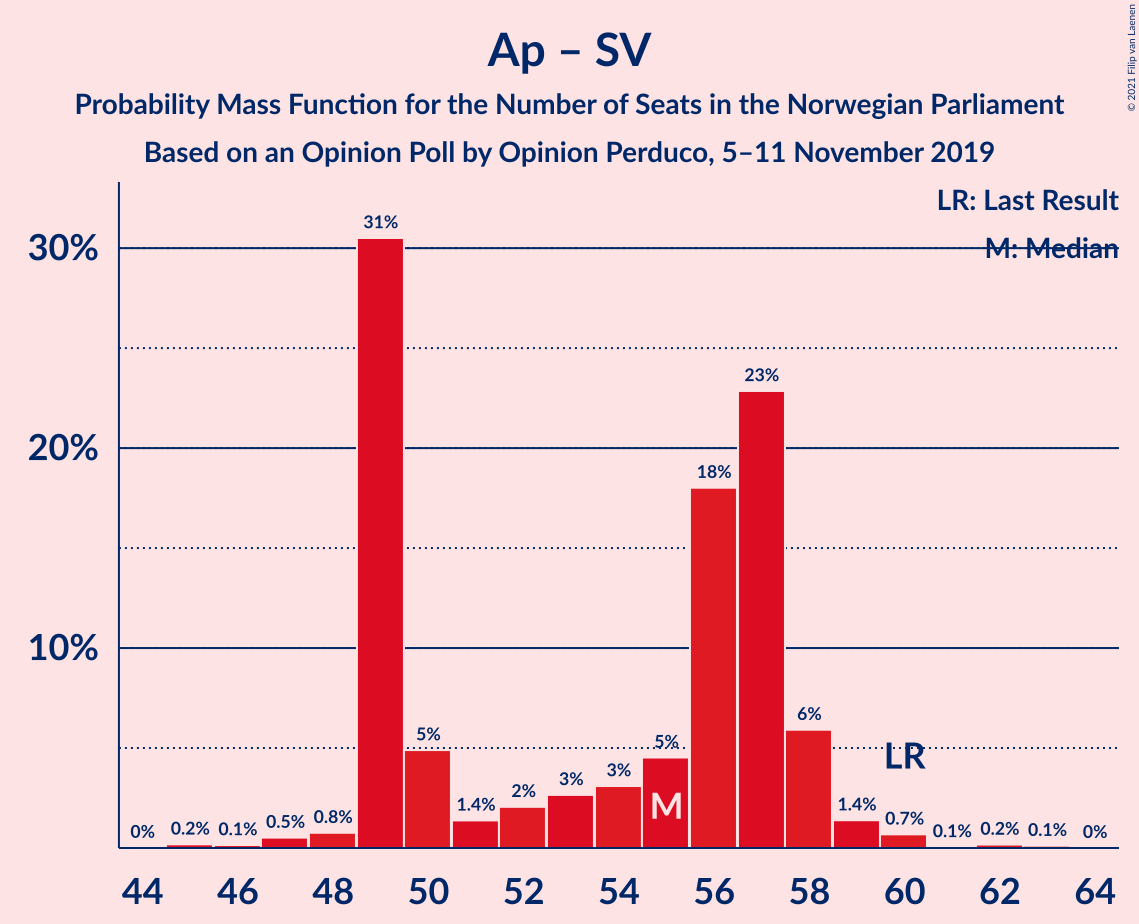 Ap – SV
Probability Mass Function for the Number of Seats in the Norwegian Parliament
Based on an Opinion Poll by Opinion Perduco, 5–11 November 2019
© 2021 Filip van Laenen
LR: Last Result
M: Median
30%
20%
10%
0%
0.2%
0.1%
0.5%
0.8%
31%
5%
1.4%
2%
3%
3%
5%
18%
23%
6%
1.4%
0.7%
0.1%
0.2%
0.1%
0%
M
LR
44 46 48 50 52 54 56 58 60 62 64